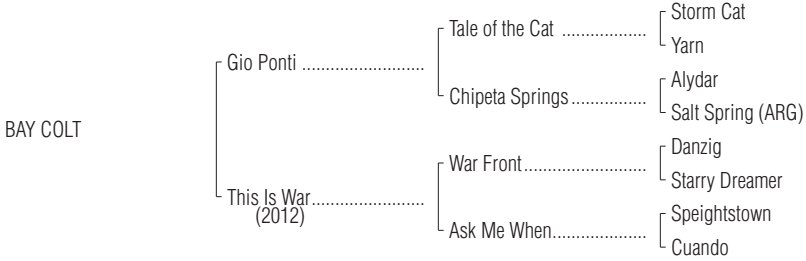 Storm Cat
Tale of the Cat ..................
Yarn
Gio Ponti ..........................
Alydar
Chipeta Springs ................
Salt Spring (ARG)
BAY COLT
Danzig
War Front ..........................
Starry Dreamer
This Is War ........................
(2012)
Speightstown
Ask Me When ....................
Cuando